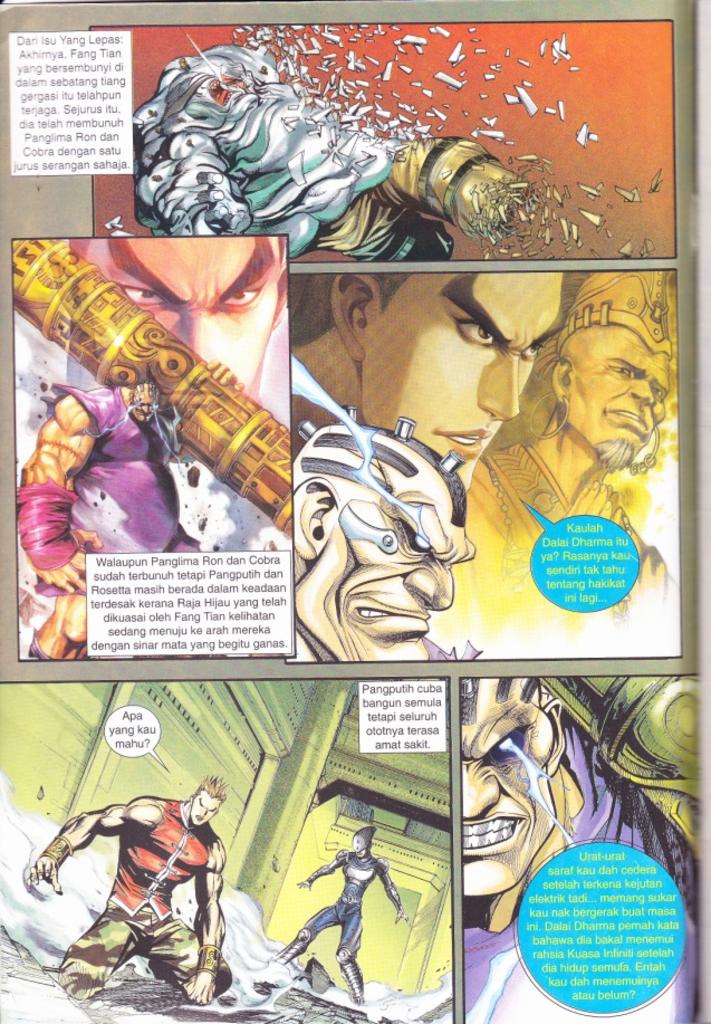 Dari Isu Yang Lepas:
Akhirnya, Fang Tian
yang bersembunyi di
dalam sebatang tiang
gergasi itu telahpun
terjaga. Sejurus itu,
dia telah membunuh
Panglima Ron dan
Cobra dengan satu
jurus serangan sahaja.
Walaupun Panglima Ron dan Cobra
sudah terbunuh tetapi Pangputih dan
Rosetta masih berada dalam keadaan
terdesak kerana Raja Hijau yang telah
dikuasai oleh Fang Tian kelihatan
sedang menuju ke arah mereka
dengan sinar mata yang begitu ganas.
Kaulah
Dalai Dharma itu
ya? Rasanya kau
sendiri tak tahu
tentang hakikat
ini lagi...
Apa
yang kau
mahu?
Pangputih cuba
bangun semula
tetapi seluruh
ototnya terasa
amat sakit.
Urat-urat
saraf kau dah cedera
setelah terkena kejutan
elektrik tadi... memang sukar
kau nak bergerak buat masa
ini. Dalai Dharma pernah kata
bahawa dia bakal menemui
rahsia Kuasa Infiniti setelah
dia hidup semula. Entah
kau dah menemuinya
atau belum?